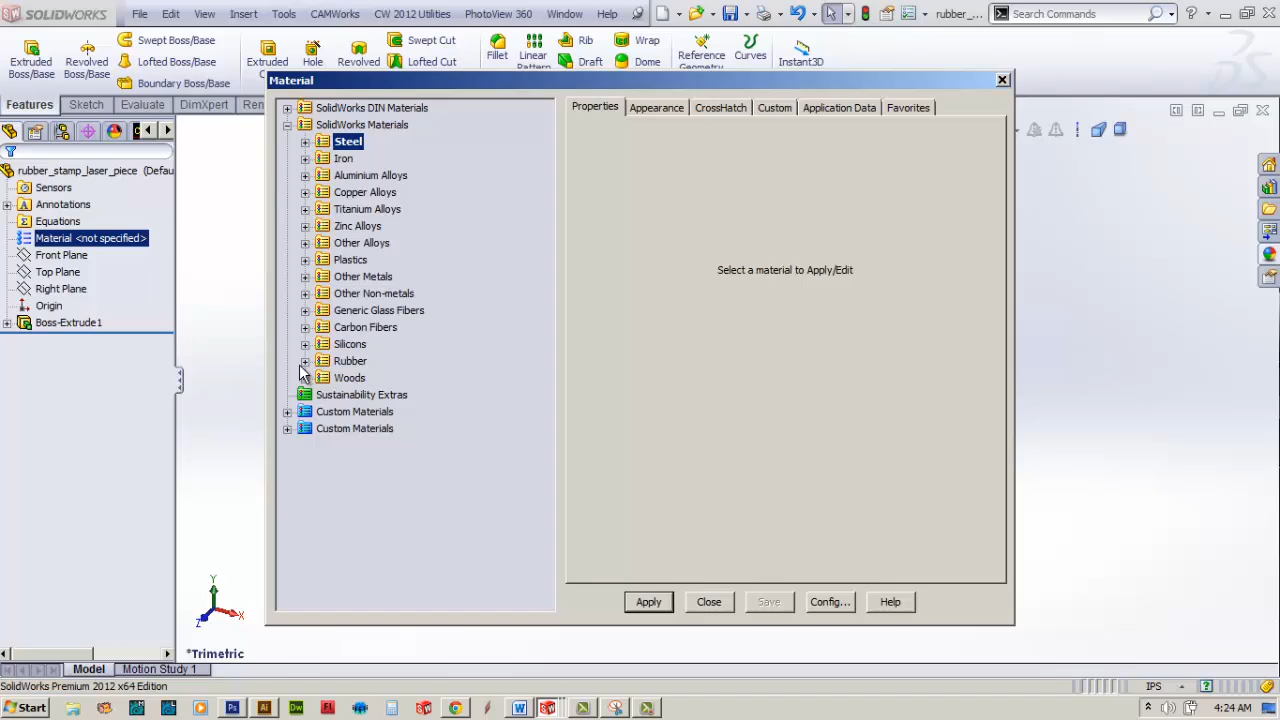 SOLIDWORKS File Edit View Insert Tools CAMWorks CW 2012 Utilities PhotoView 360 Window Help rubber_... Search Commands
Extruded Boss/Base
Revolved Boss/Base
Swept Boss/Base
Lofted Boss/Base
Boundary Boss/Base
Extruded
Hole
Revolved
Swept Cut
Lofted Cut
Fillet
Linear Pattern
Rib
Draft
Wrap
Dome
Reference Geometry
Curves
Instant3D
Features Sketch Evaluate DimXpert
rubber_stamp_laser_piece (Defau
Sensors
Annotations
Equations
Material <not specified>
Front Plane
Top Plane
Right Plane
Origin
Boss-Extrude1
Material
SolidWorks DIN Materials
SolidWorks Materials
Steel
Iron
Aluminium Alloys
Copper Alloys
Titanium Alloys
Zinc Alloys
Other Alloys
Plastics
Other Metals
Other Non-metals
Generic Glass Fibers
Carbon Fibers
Silicons
Rubber
Woods
Sustainability Extras
Custom Materials
Custom Materials
Properties Appearance CrossHatch Custom Application Data Favorites
Select a material to Apply/Edit
Apply Close Save Config... Help
Y
X
Z
*Trimetric
Model Motion Study 1
SolidWorks Premium 2012 x64 Edition IPS
Start 4:24 AM